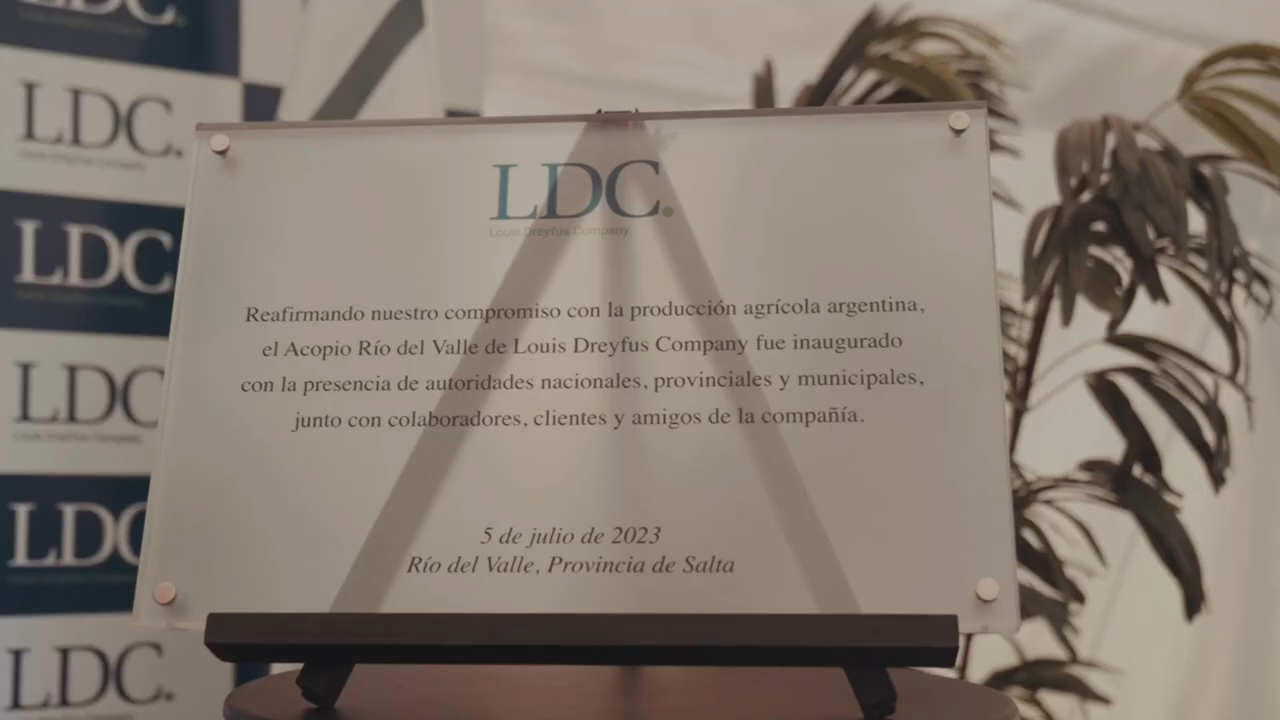 LDC.
LDC.
LDC
LDC
LDC
LDC.
LDC.
Louis Dreyfus Company
Reafirmando nuestro compromiso con la producción agrícola argentina,
el Acopio Río del Valle de Louis Dreyfus Company fue inaugurado
con la presencia de autoridades nacionales, provinciales y municipales,
junto con colaboradores, clientes y amigos de la compañía.
5 de julio de 2023
Río del Valle, Provincia de Salta